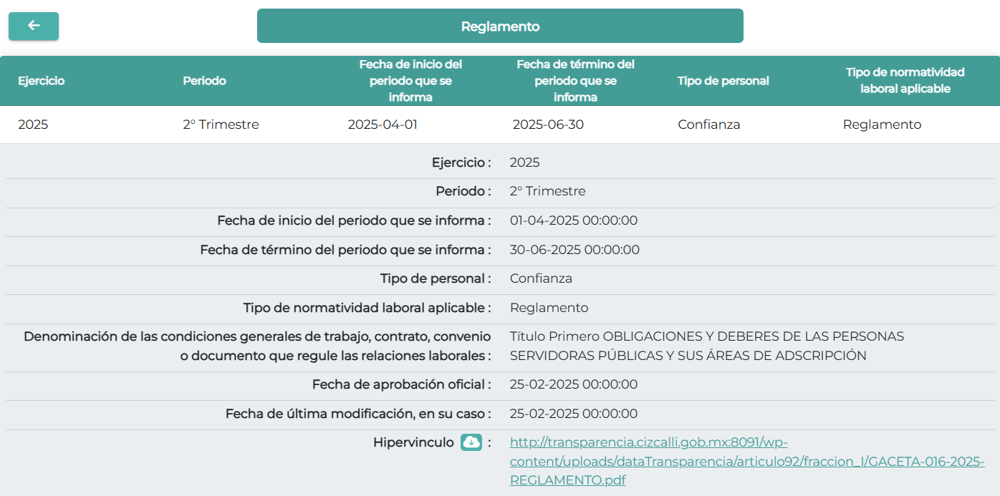 Reglamento
Ejercicio
Periodo
Fecha de inicio del
periodo que se
informa
Fecha de término del
periodo que se
informa
Tipo de personal
Tipo de normatividad
laboral aplicable
2025
2° Trimestre
2025-04-01
2025-06-30
Confianza
Reglamento
Ejercicio : 2025
Periodo : 2° Trimestre
Fecha de inicio del periodo que se informa : 01-04-2025 00:00:00
Fecha de término del periodo que se informa : 30-06-2025 00:00:00
Tipo de personal : Confianza
Tipo de normatividad laboral aplicable : Reglamento
Denominación de las condiciones generales de trabajo, contrato, convenio
o documento que regule las relaciones laborales :
Título Primero OBLIGACIONES Y DEBERES DE LAS PERSONAS
SERVIDORAS PÚBLICAS Y SUS ÁREAS DE ADSCRIPCIÓN
Fecha de aprobación oficial : 25-02-2025 00:00:00
Fecha de última modificación, en su caso : 25-02-2025 00:00:00
Hipervinculo : http://transparencia.cizcalli.gob.mx:8091/wp-
content/uploads/dataTransparencia/articulo92/fraccion_I/GACETA-016-2025-
REGLAMENTO.pdf